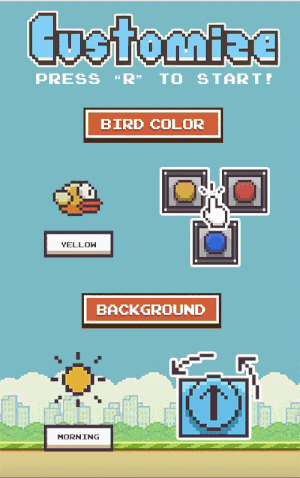 Customize
PRESS “R” TO START!
BIRD COLOR
YELLOW
BACKGROUND
MORNING